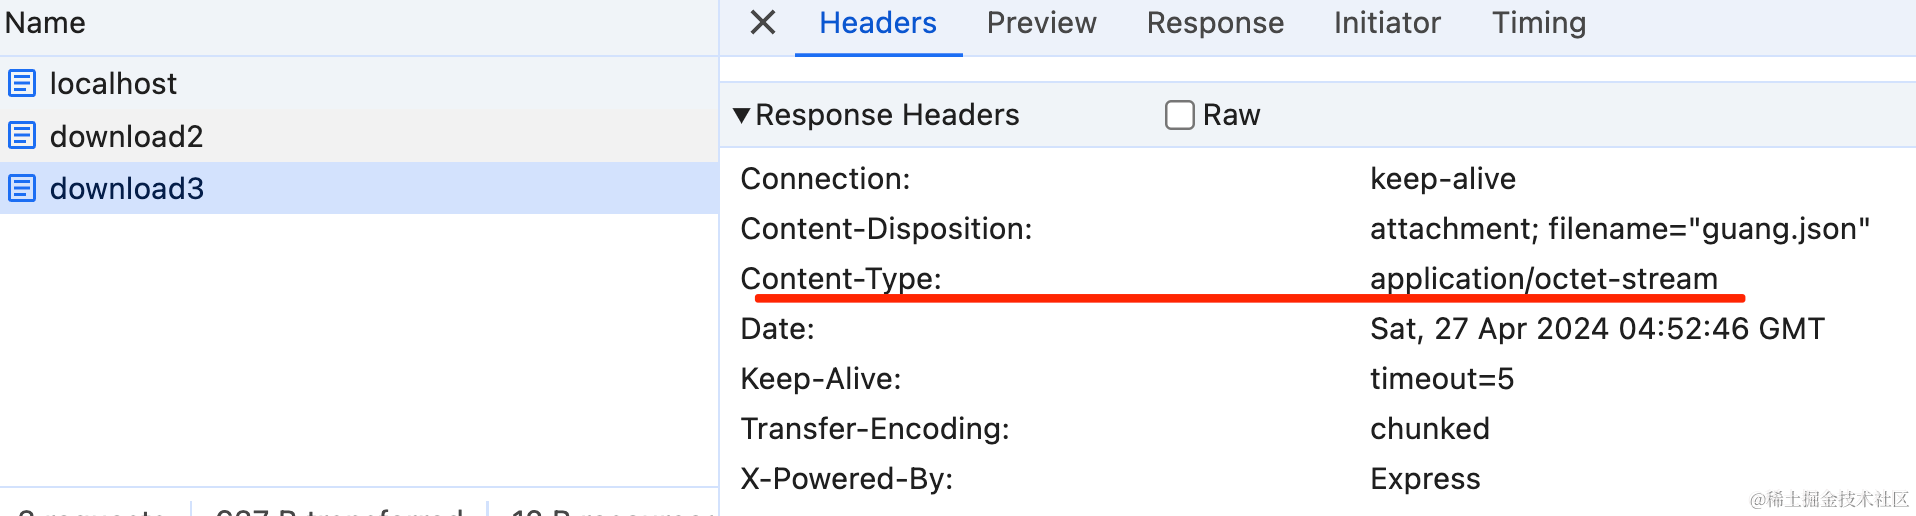 Name
localhost
download2
download3
Headers Preview Response Initiator Timing
Response Headers Raw
Connection: keep-alive
Content-Disposition: attachment; filename="guang.json"
Content-Type: application/octet-stream
Date: Sat, 27 Apr 2024 04:52:46 GMT
Keep-Alive: timeout=5
Transfer-Encoding: chunked
X-Powered-By: Express
@稀土掘金技术社区